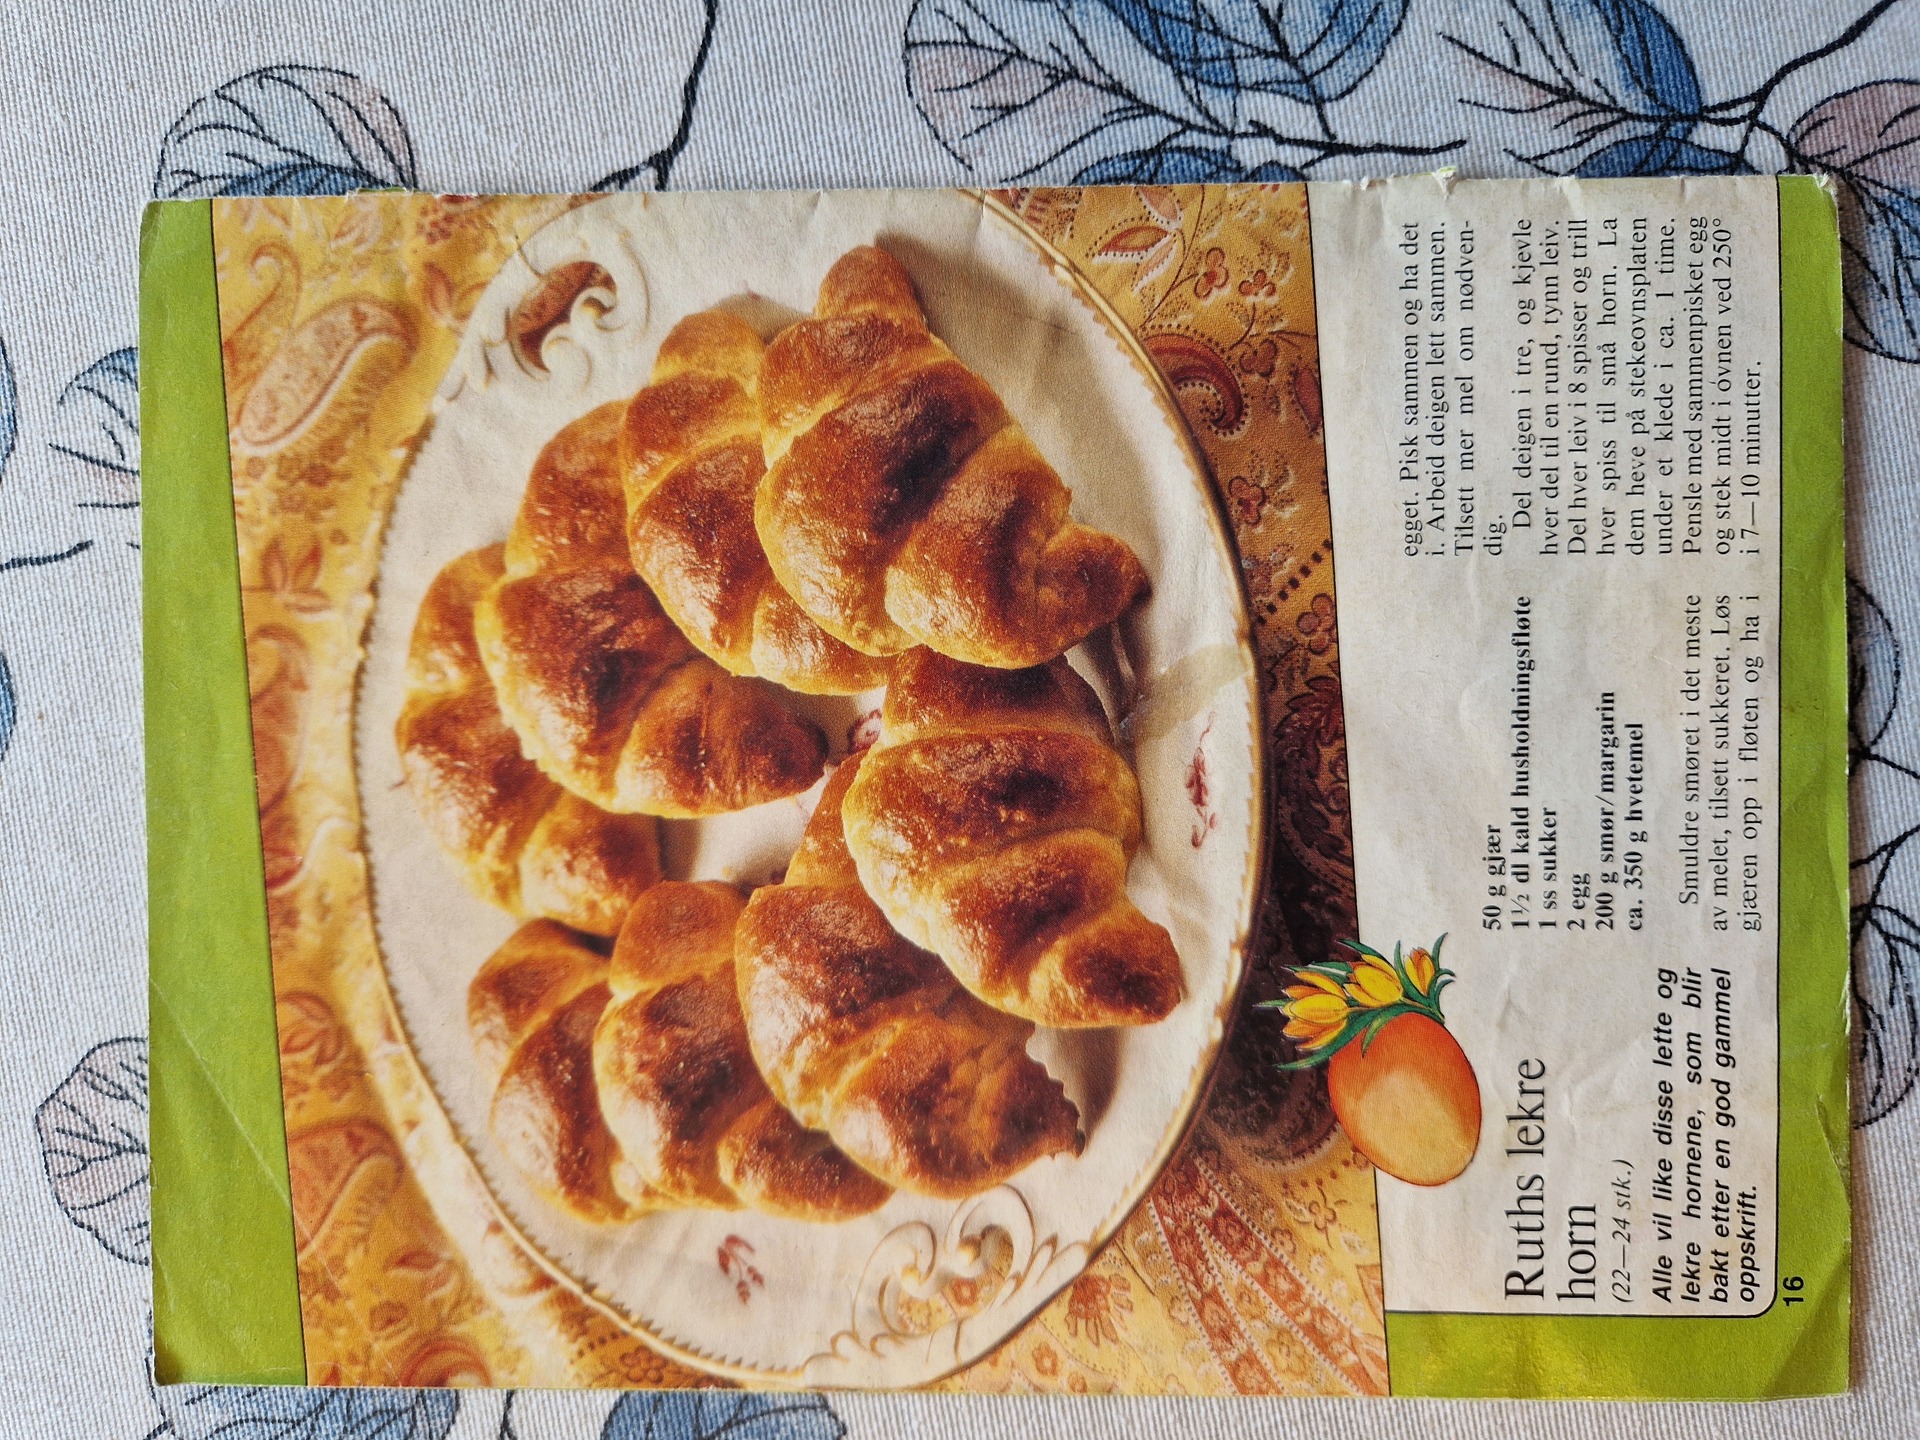 Ruths lekre
horn
(22—24 stk.)
Alle vil like disse lette og
lekre hornene, som blir
bakt etter en god gammel
oppskrift.
50 g gjær
1½ dl kald husholdningsfløte
1 ss sukker
2 egg
200 g smør/margarin
ca. 350 g hvetemel
Smuldre smøret i det meste
av melet, tilsett sukkeret. Løs
gjæren opp i fløten og ha i
egget. Pisk sammen og ha det
i. Arbeid deigen lett sammen.
Tilsett mer mel om nødven-
dig.
Del deigen i tre, og kjevle
hver del til en rund, tynn leiv.
Del hver leiv i 8 spisser og trill
hver spiss til små horn. La
dem heve på stekeovnsplaten
under et klede i ca. 1 time.
Pensle med sammenpisket egg
og stek midt i ovnen ved 250°
i 7—10 minutter.
16